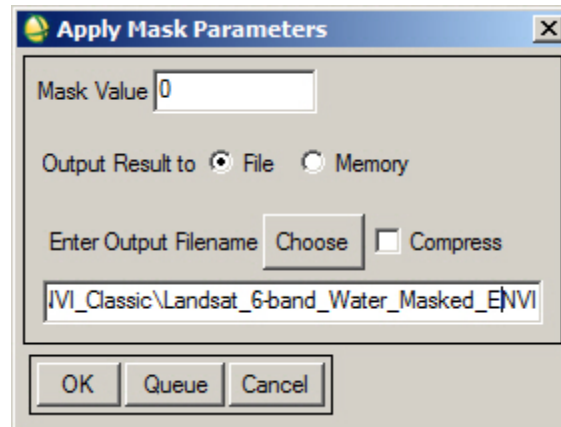 Apply Mask Parameters
Mask Value 0
Output Result to File Memory
Enter Output Filename Choose Compress
NVI_Classic\Landsat_6-band_Water_Masked_ENVI
OK Queue Cancel